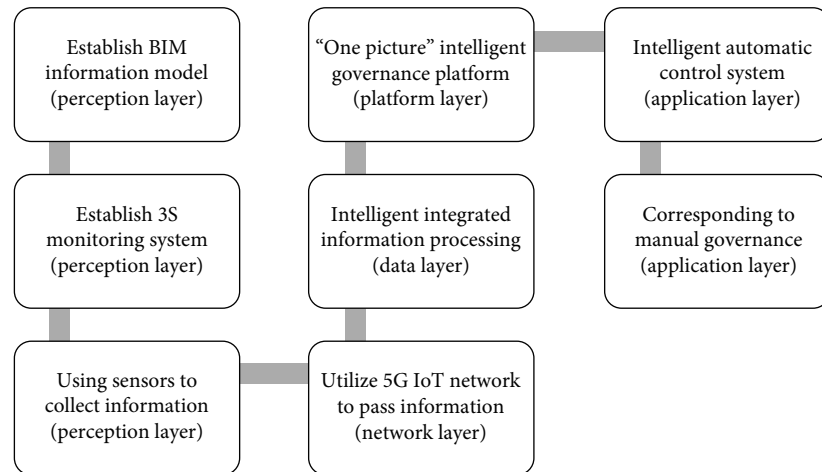 Establish BIM
information model
(perception layer)
Establish 3S
monitoring system
(perception layer)
Using sensors to
collect information
(perception layer)
Utilize 5G IoT network
to pass information
(network layer)
Intelligent integrated
information processing
(data layer)
“One picture” intelligent
governance platform
(platform layer)
Intelligent automatic
control system
(application layer)
Corresponding to
manual governance
(application layer)